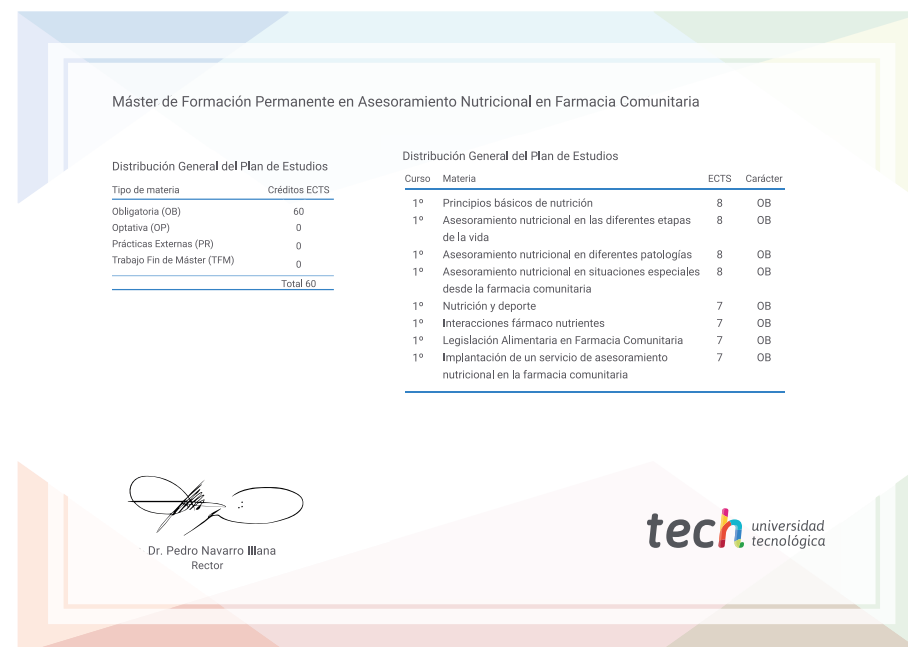 Máster de Formación Permanente en Asesoramiento Nutricional en Farmacia Comunitaria
Distribución General del Plan de Estudios
Tipo de materia Créditos ECTS
Obligatoria (OB) 60
Optativa (OP) 0
Prácticas Externas (PR) 0
Trabajo Fin de Máster (TFM) 0
Total 60
Distribución General del Plan de Estudios
Curso Materia ECTS Carácter
1º Principios básicos de nutrición 8 OB
1º Asesoramiento nutricional en las diferentes etapas 8 OB
de la vida
1º Asesoramiento nutricional en diferentes patologías 8 OB
1º Asesoramiento nutricional en situaciones especiales 8 OB
desde la farmacia comunitaria
1º Nutrición y deporte 7 OB
1º Interacciones fármaco nutrientes 7 OB
1º Legislación Alimentaria en Farmacia Comunitaria 7 OB
1º Implantación de un servicio de asesoramiento 7 OB
nutricional en la farmacia comunitaria
Dr. Pedro Navarro Illana
Rector
tech universidad
tecnológica